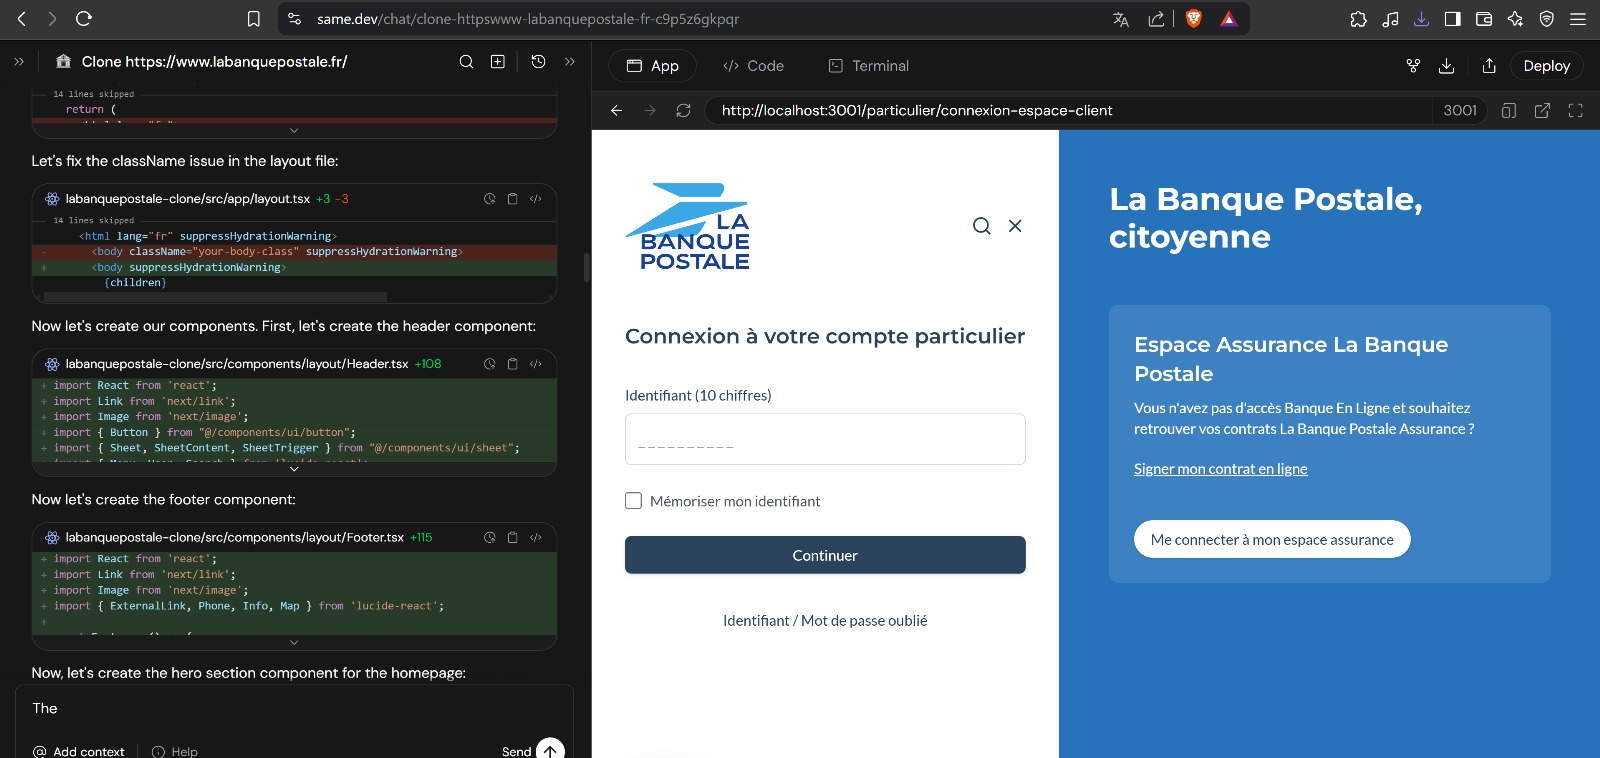 same.dev/chat/clone-httpswww-labanquepostale-fr-c9p5z6gkpqr
Clone https://www.labanquepostale.fr/
14 lines skipped
return (
Let's fix the className issue in the layout file:
labanquepostale-clone/src/app/layout.tsx +3 -3
14 lines skipped
<html lang="fr" suppressHydrationWarning>
- <body className="your-body-class" suppressHydrationWarning>
+ <body suppressHydrationWarning>
{children}
Now let's create our components. First, let's create the header component:
labanquepostale-clone/src/components/layout/Header.tsx +108
+ import React from 'react';
+ import Link from 'next/link';
+ import Image from 'next/image';
+ import { Button } from "@/components/ui/button";
+ import { Sheet, SheetContent, SheetTrigger } from "@/components/ui/sheet";
Now let's create the footer component:
labanquepostale-clone/src/components/layout/Footer.tsx +115
+ import React from 'react';
+ import Link from 'next/link';
+ import Image from 'next/image';
+ import { ExternalLink, Phone, Info, Map } from 'lucide-react';
+
Now, let's create the hero section component for the homepage:
The
@ Add context
Help
Send
App
Code
Terminal
Deploy
http://localhost:3001/particulier/connexion-espace-client
3001
LA
BANQUE
POSTALE
Connexion à votre compte particulier
Identifiant (10 chiffres)
_ _ _ _ _ _ _ _ _ _
Mémoriser mon identifiant
Continuer
Identifiant / Mot de passe oublié
La Banque Postale,
citoyenne
Espace Assurance La Banque
Postale
Vous n'avez pas d'accès Banque En Ligne et souhaitez
retrouver vos contrats La Banque Postale Assurance ?
Signer mon contrat en ligne
Me connecter à mon espace assurance